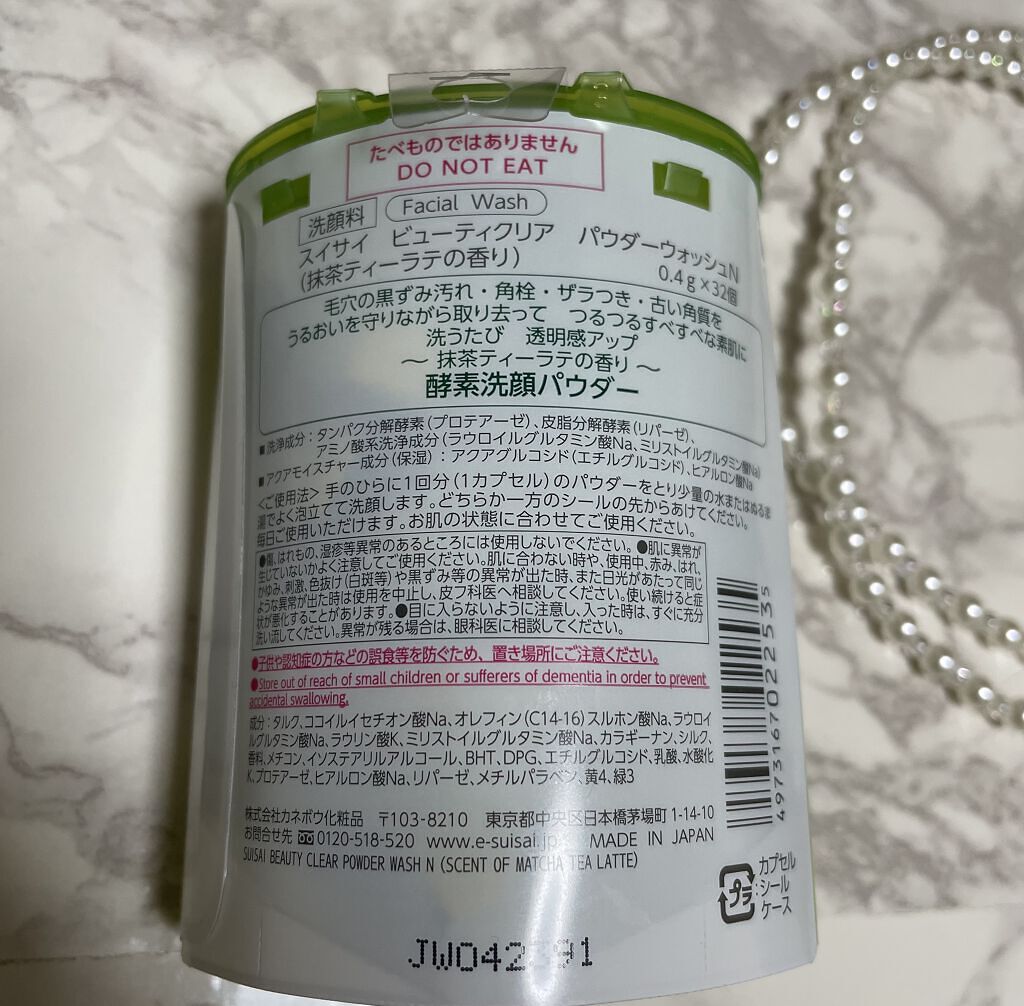 たべものではありません
DO NOT EAT
洗顔料 Facial Wash
スイサイ ビューティクリア パウダーウォッシュN
(抹茶ティーラテの香り) 0.4g×32個
毛穴の黒ずみ汚れ・角栓・ザラつき・古い角質を
うるおいを守りながら取り去って つるつるすべすべな素肌に
洗うたび 透明感アップ
〜 抹茶ティーラテの香り 〜
酵素洗顔パウダー
■洗浄成分：タンパク分解酵素(プロテアーゼ)、皮脂分解酵素(リパーゼ)、
アミノ酸系洗浄成分(ラウロイルグルタミン酸Na、ミリストイルグルタミン酸Na)
■アクアモイスチャー成分(保湿)：アクアグルコシド(エチルグルコシド)、ヒアルロン酸Na
＜ご使用法＞手のひらに1回分(1カプセル)のパウダーをとり少量の水またはぬるま
湯でよく泡立てて洗顔します。どちらか一方のシールの先からあけてください。
毎日ご使用いただけます。お肌の状態に合わせてご使用ください。
●傷、はれもの、湿疹等異常のあるところには使用しないでください。●肌に異常が
生じていないかよく注意してご使用ください。肌に合わない時や、使用中、赤み、はれ、
かゆみ、刺激、色抜け(白斑等)や黒ずみ等の異常が出た時、また日光があたって同じ
ような異常が出た時は使用を中止し、皮フ科医へ相談してください。使い続けると症
状が悪化することがあります。●目に入らないように注意し、入った時は、すぐに充分
洗い流してください。異常が残る場合は、眼科医に相談してください。
●子供や認知症の方などの誤食等を防ぐため、置き場所にご注意ください。
●Store out of reach of small children or sufferers of dementia in order to prevent
accidental swallowing.
成分：タルク、ココイルイセチオン酸Na、オレフィン(C14-16)スルホン酸Na、ラウロイ
ルグルタミン酸Na、ラウリン酸K、ミリストイルグルタミン酸Na、カラギーナン、シルク、
香料、メチコン、イソステアリルアルコール、BHT、DPG、エチルグルコシド、乳酸、水酸化
K、プロテアーゼ、ヒアルロン酸Na、リパーゼ、メチルパラベン、黄4、緑3
株式会社カネボウ化粧品 〒103-8210 東京都中央区日本橋茅場町1-14-10
お問合せ先 0120-518-520 www.e-suisai.jp MADE IN JAPAN
SUISAI BEAUTY CLEAR POWDER WASH N (SCENT OF MATCHA TEA LATTE)
4973167022535
プラ
カプセル
：シール
ケース